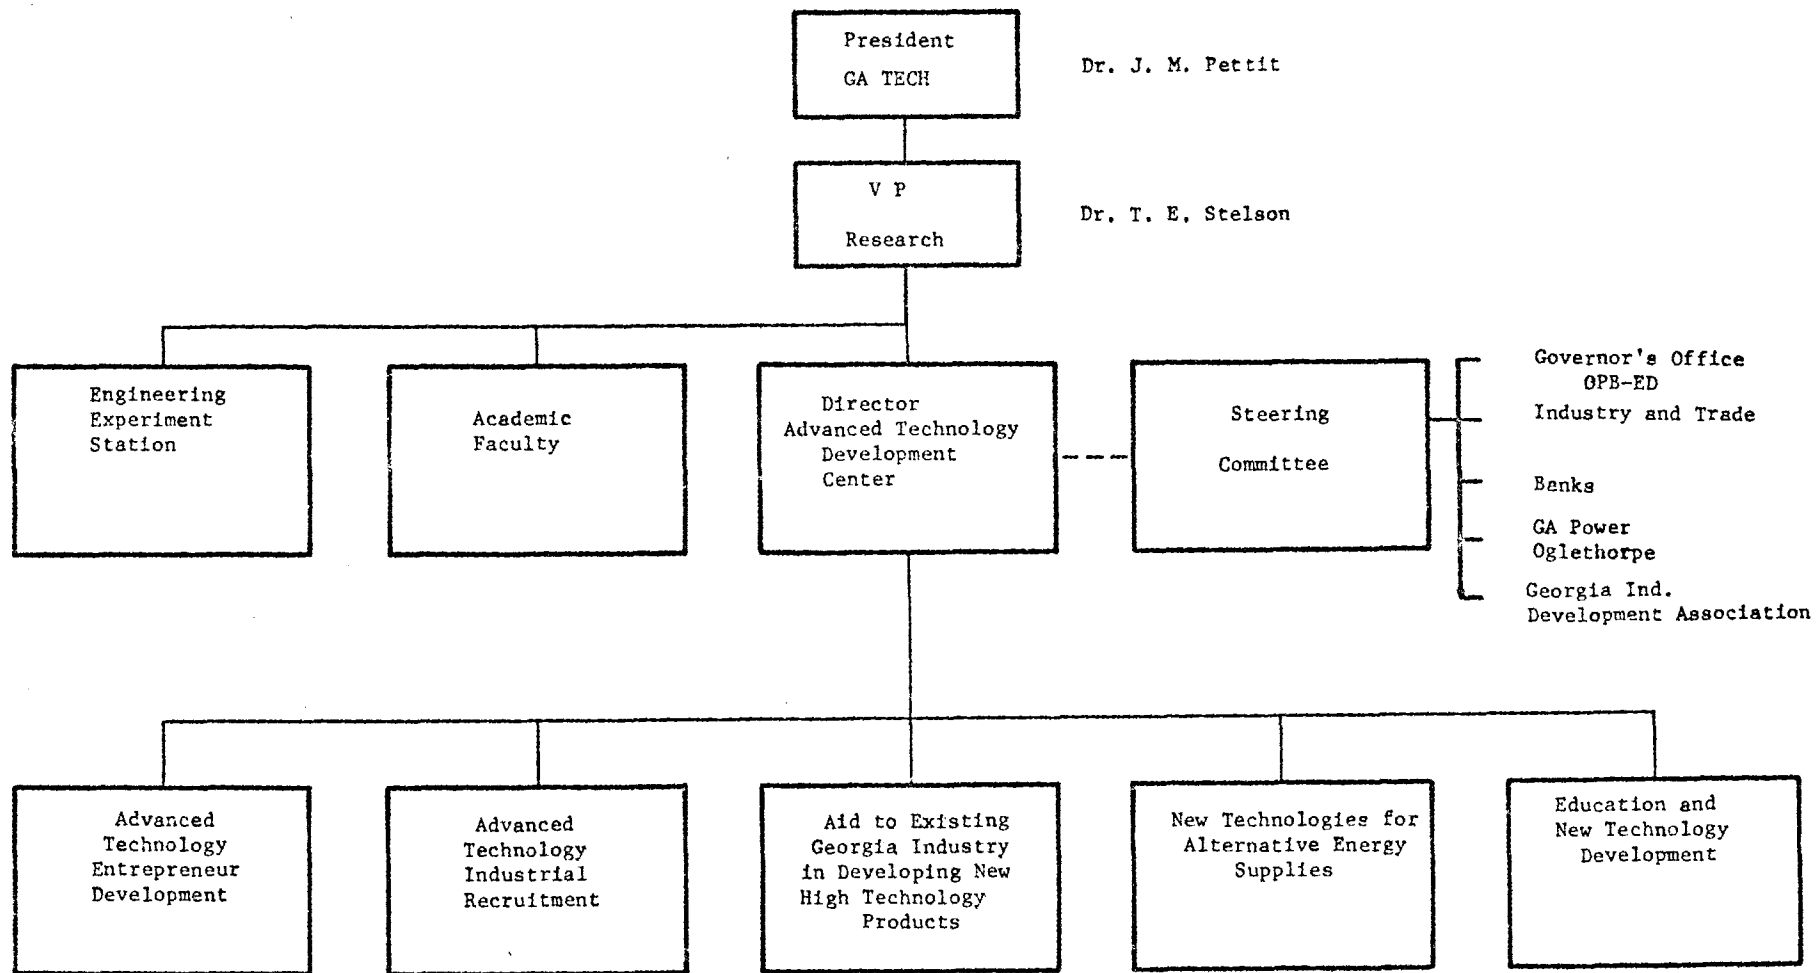 President
GA TECH
Dr. J. M. Pettit
V P
Research
Dr. T. E. Stelson
Engineering
Experiment
Station
Academic
Faculty
Director
Advanced Technology
Development
Center
Steering
Committee
Governor's Office
OPB-ED
Industry and Trade
Banks
GA Power
Oglethorpe
Georgia Ind.
Development Association
Advanced
Technology
Entrepreneur
Development
Advanced
Technology
Industrial
Recruitment
Aid to Existing
Georgia Industry
in Developing New
High Technology
Products
New Technologies for
Alternative Energy
Supplies
Education and
New Technology
Development